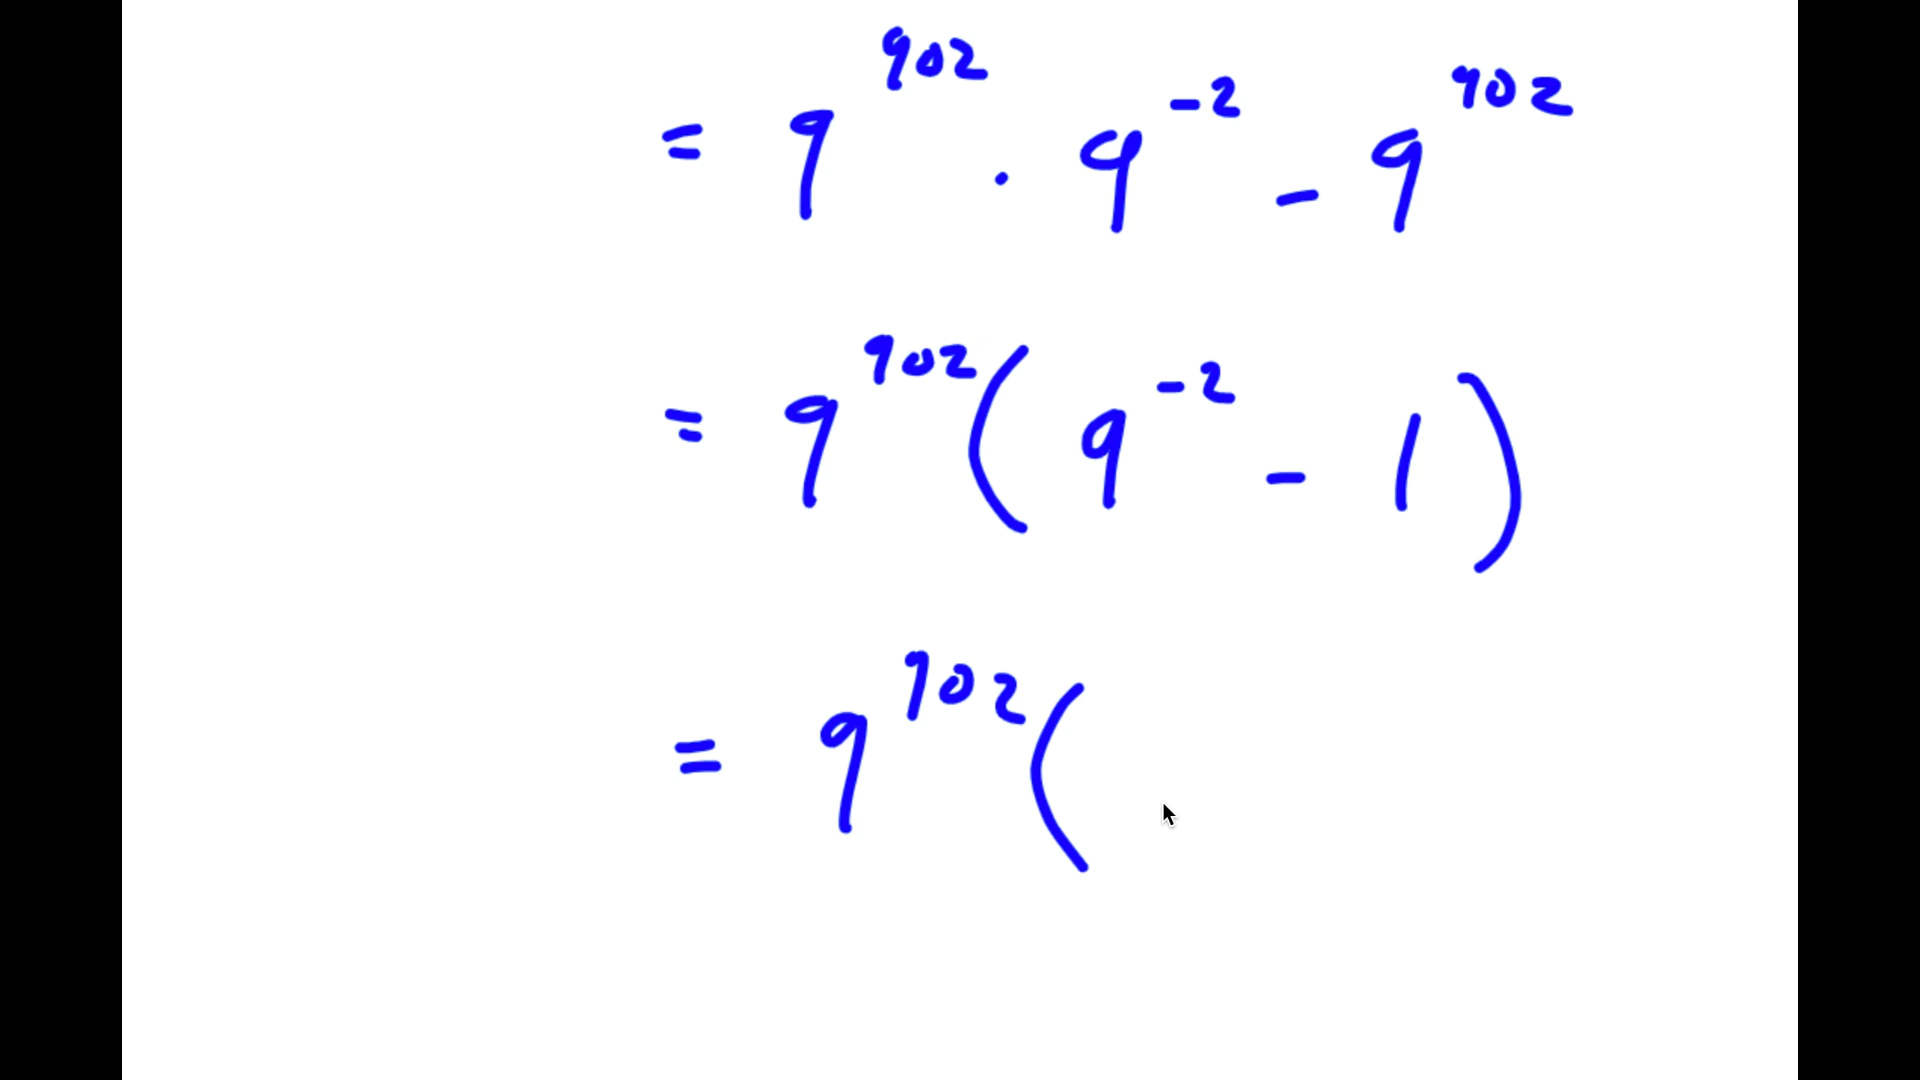 = 9^902 · 9^-2 - 9^902
= 9^902 ( 9^-2 - 1 )
= 9^902 (